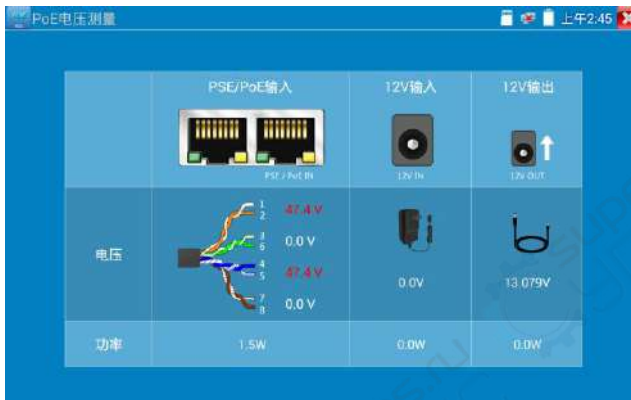 PoE电压测量
上午2:45
PSE/PoE输入 12V输入 12V输出
PSE / PoE IN 12V IN 12V OUT
1
2 47.4 V
3
6 0.0 V
电压
4
5 47.4 V
0.0V 13.079V
7
8 0.0 V
功率 1.5W 0.0W 0.0W